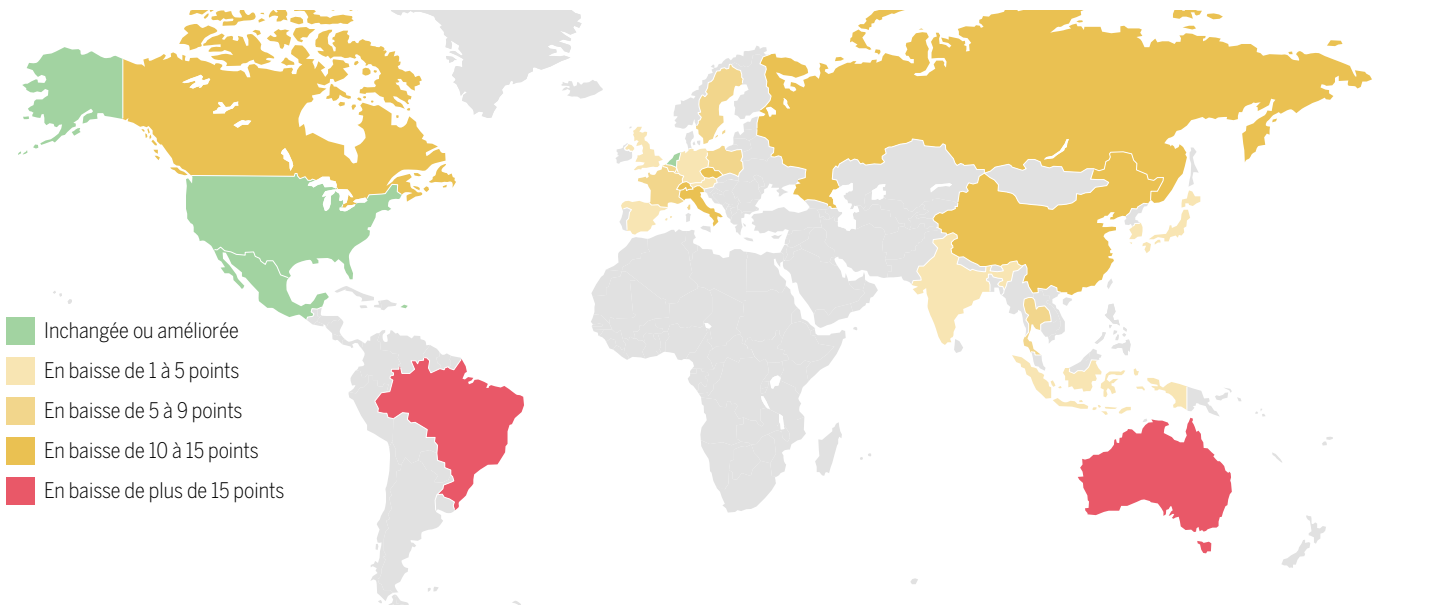 Inchangée ou améliorée
En baisse de 1 à 5 points
En baisse de 5 à 9 points
En baisse de 10 à 15 points
En baisse de plus de 15 points